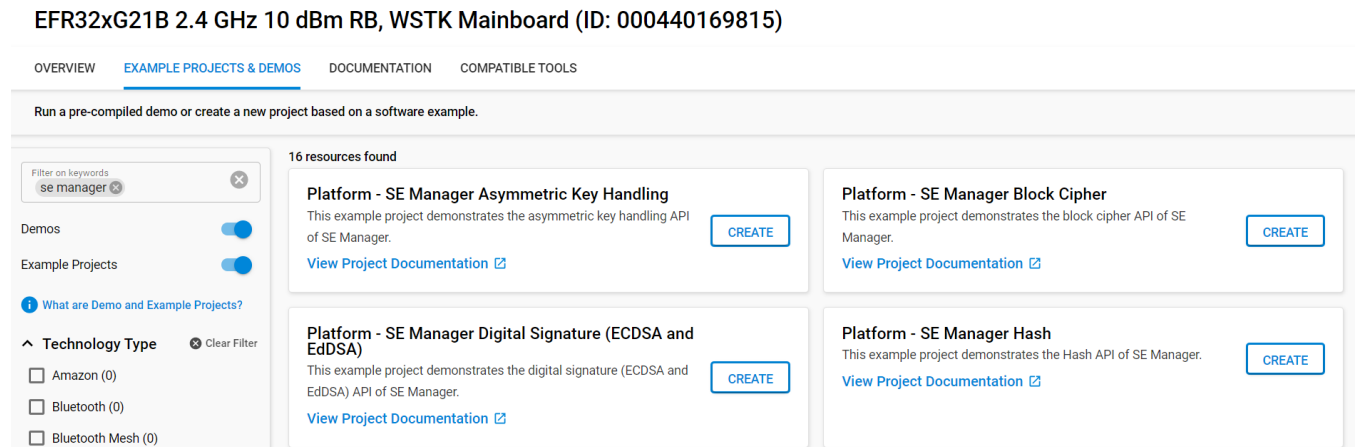 EFR32xG21B 2.4 GHz 10 dBm RB, WSTK Mainboard (ID: 000440169815)
OVERVIEW
EXAMPLE PROJECTS & DEMOS
DOCUMENTATION
COMPATIBLE TOOLS
Run a pre-compiled demo or create a new project based on a software example.
Filter on keywords
se manager
Demos
Example Projects
What are Demo and Example Projects?
Technology Type
Clear Filter
Amazon (0)
Bluetooth (0)
Bluetooth Mesh (0)
16 resources found
Platform - SE Manager Asymmetric Key Handling
This example project demonstrates the asymmetric key handling API
of SE Manager.
View Project Documentation
CREATE
Platform - SE Manager Block Cipher
This example project demonstrates the block cipher API of SE
Manager.
View Project Documentation
CREATE
Platform - SE Manager Digital Signature (ECDSA and
EdDSA)
This example project demonstrates the digital signature (ECDSA and
EdDSA) API of SE Manager.
View Project Documentation
CREATE
Platform - SE Manager Hash
This example project demonstrates the Hash API of SE Manager.
View Project Documentation
CREATE